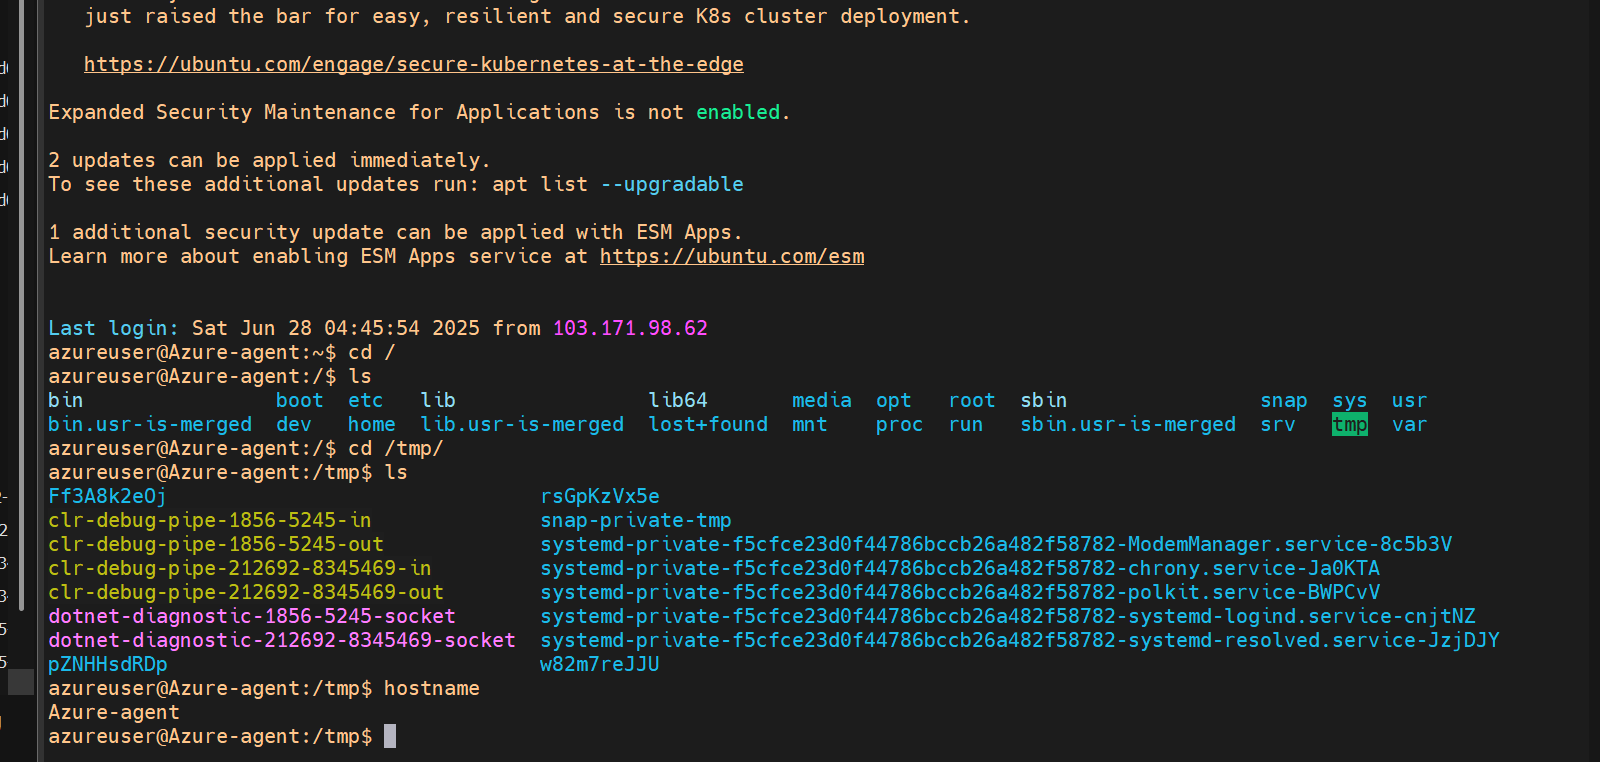 just raised the bar for easy, resilient and secure K8s cluster deployment.
https://ubuntu.com/engage/secure-kubernetes-at-the-edge
Expanded Security Maintenance for Applications is not enabled.
2 updates can be applied immediately.
To see these additional updates run: apt list --upgradable
1 additional security update can be applied with ESM Apps.
Learn more about enabling ESM Apps service at https://ubuntu.com/esm
Last login: Sat Jun 28 04:45:54 2025 from 103.171.98.62
azureuser@Azure-agent:~$ cd /
azureuser@Azure-agent:/$ ls
bin boot etc lib lib64 media opt root sbin snap sys usr
bin.usr-is-merged dev home lib.usr-is-merged lost+found mnt proc run sbin.usr-is-merged srv tmp var
azureuser@Azure-agent:/$ cd /tmp/
azureuser@Azure-agent:/tmp$ ls
Ff3A8k2eOj rsGpKzVx5e
clr-debug-pipe-1856-5245-in snap-private-tmp
clr-debug-pipe-1856-5245-out systemd-private-f5cfce23d0f44786bccb26a482f58782-ModemManager.service-8c5b3V
clr-debug-pipe-212692-8345469-in systemd-private-f5cfce23d0f44786bccb26a482f58782-chrony.service-Ja0KTA
clr-debug-pipe-212692-8345469-out systemd-private-f5cfce23d0f44786bccb26a482f58782-polkit.service-BWPCvV
dotnet-diagnostic-1856-5245-socket systemd-private-f5cfce23d0f44786bccb26a482f58782-systemd-logind.service-cnjtNZ
dotnet-diagnostic-212692-8345469-socket systemd-private-f5cfce23d0f44786bccb26a482f58782-systemd-resolved.service-JzjDJY
pZNHHsdRDp w82m7reJJU
azureuser@Azure-agent:/tmp$ hostname
Azure-agent
azureuser@Azure-agent:/tmp$